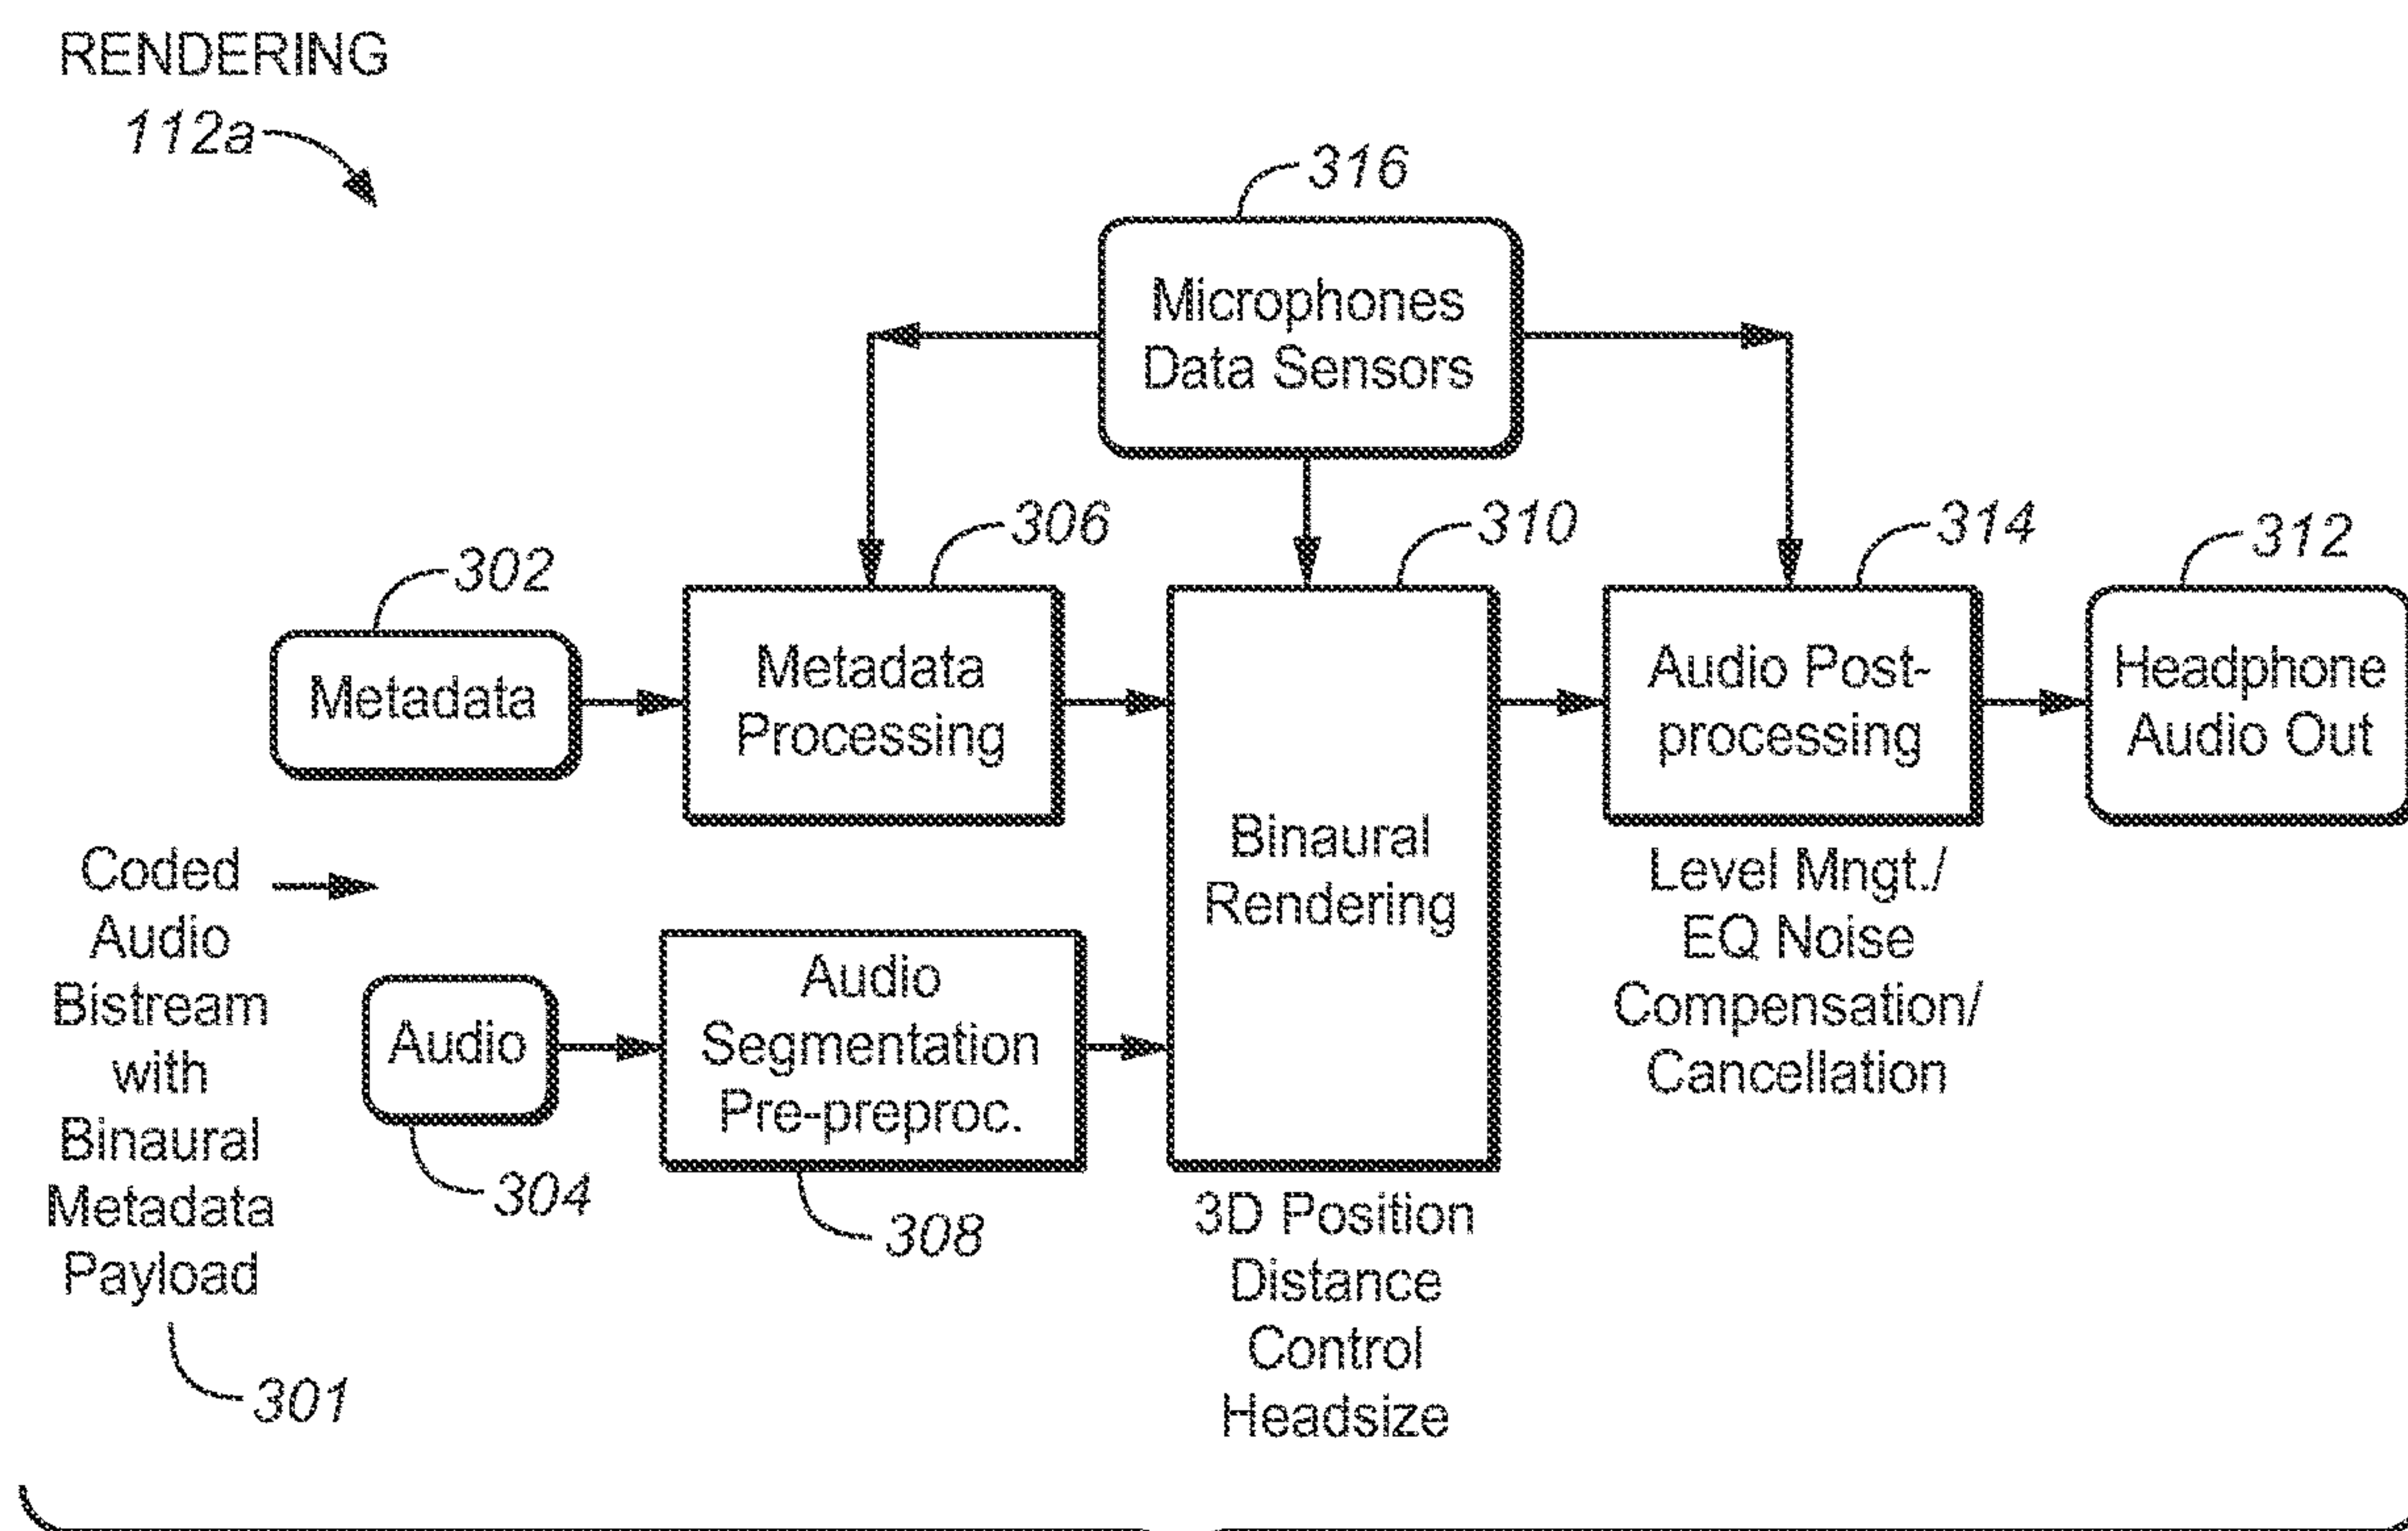 RENDERING
112a
316
Microphones
Data Sensors
306
310
314
312
302
Metadata
Metadata
Processing
Audio Post-
processing
Headphone
Audio Out
Binaural
Rendering
Level Mngt./
EQ Noise
Compensation/
Cancellation
Coded
Audio
Bistream
with
Binaural
Metadata
Payload
301
Audio
304
Audio
Segmentation
Pre-preproc.
308
3D Position
Distance
Control
Headsize